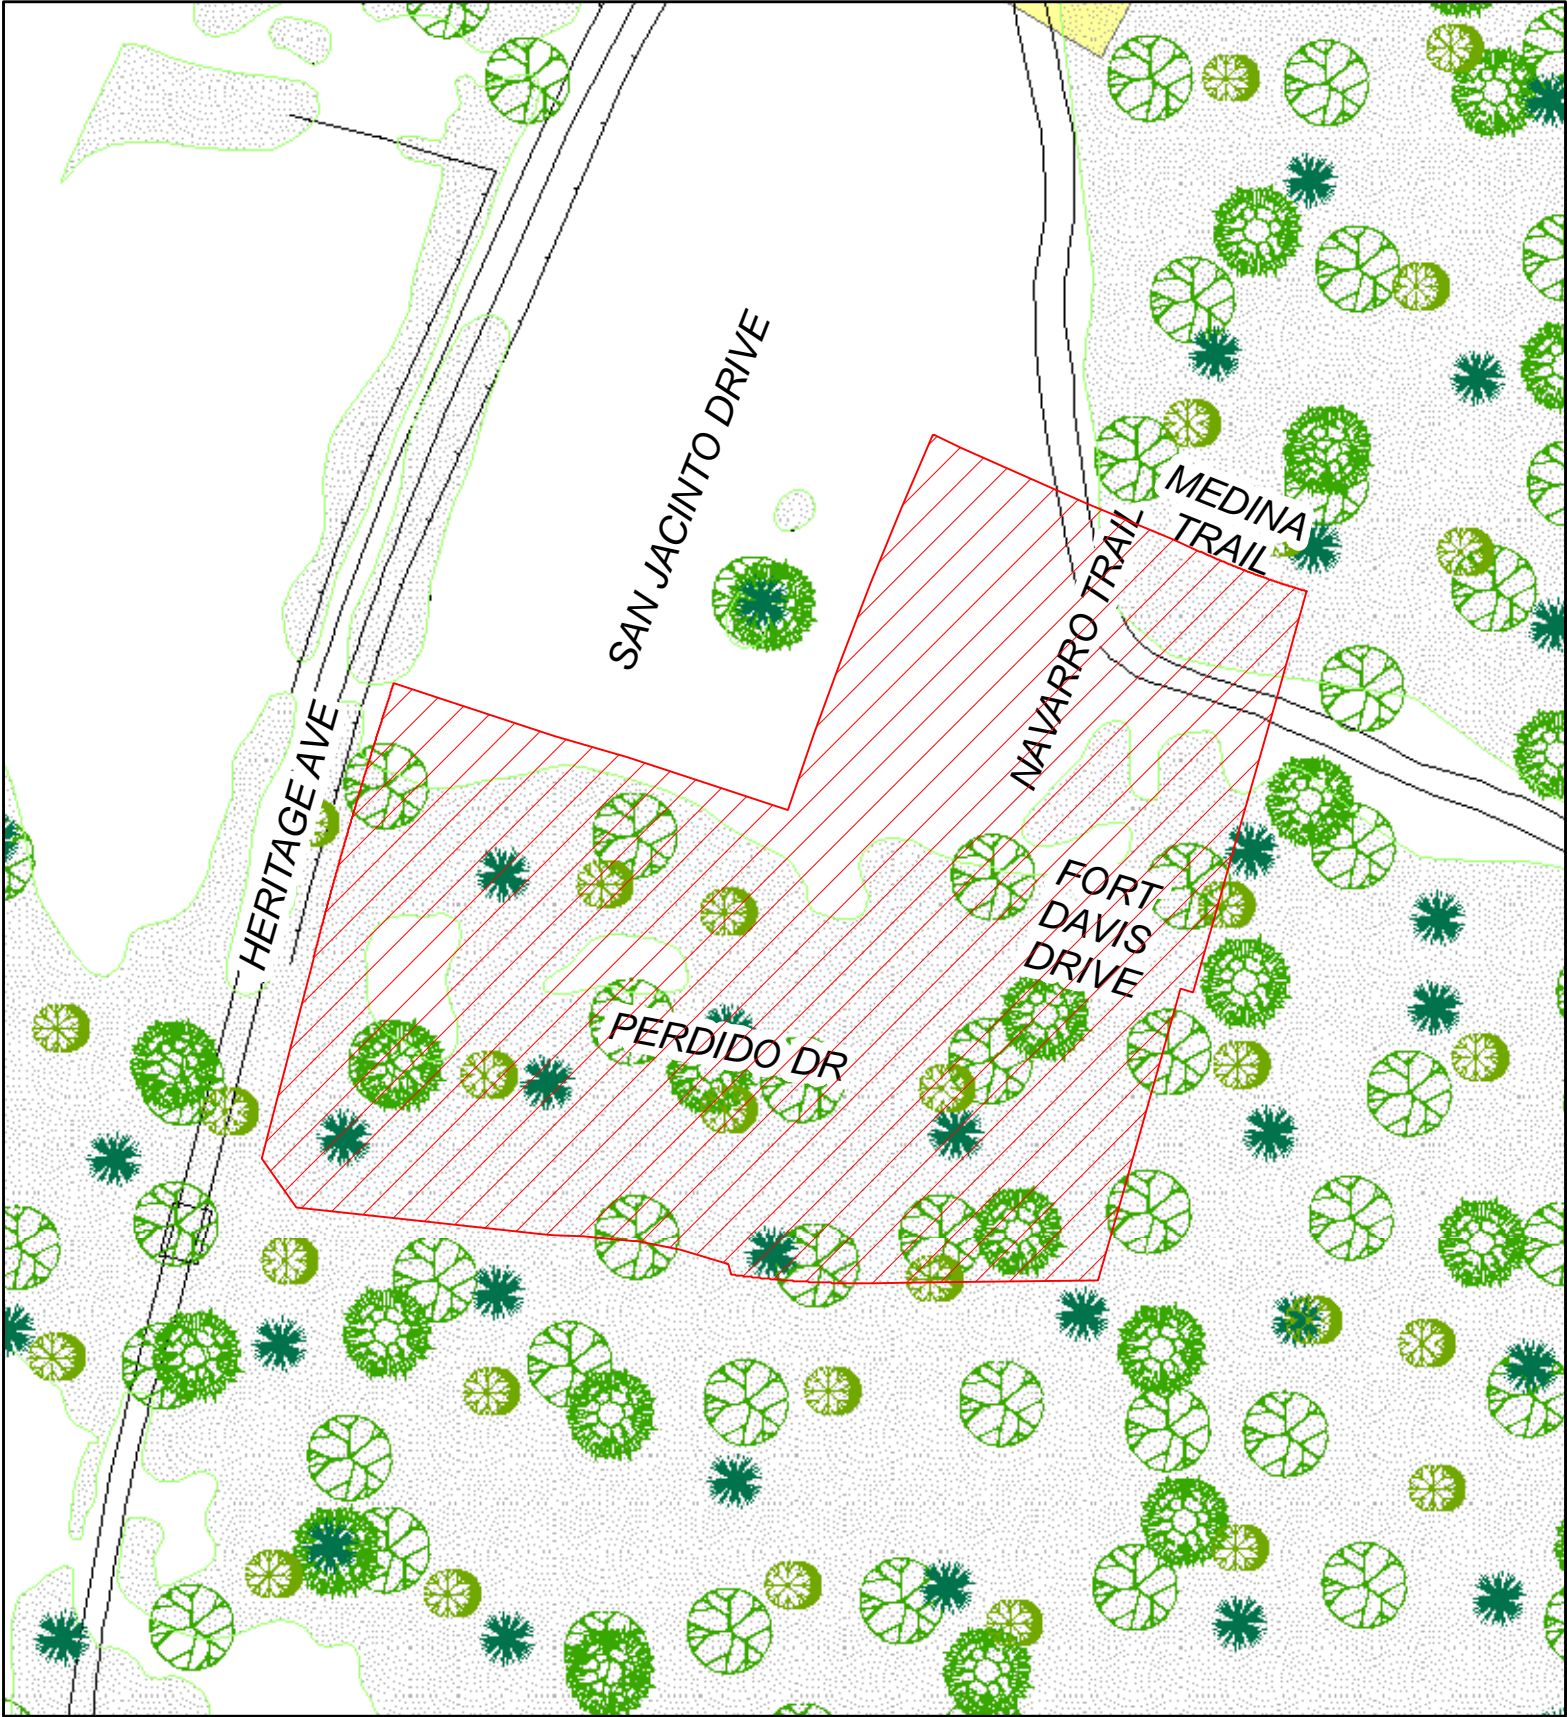 SAN JACINTO DRIVE
MEDINA
TRAIL
NAVARRO TRAIL
HERITAGE AVE
FORT
DAVIS
DRIVE
PERDIDO DR